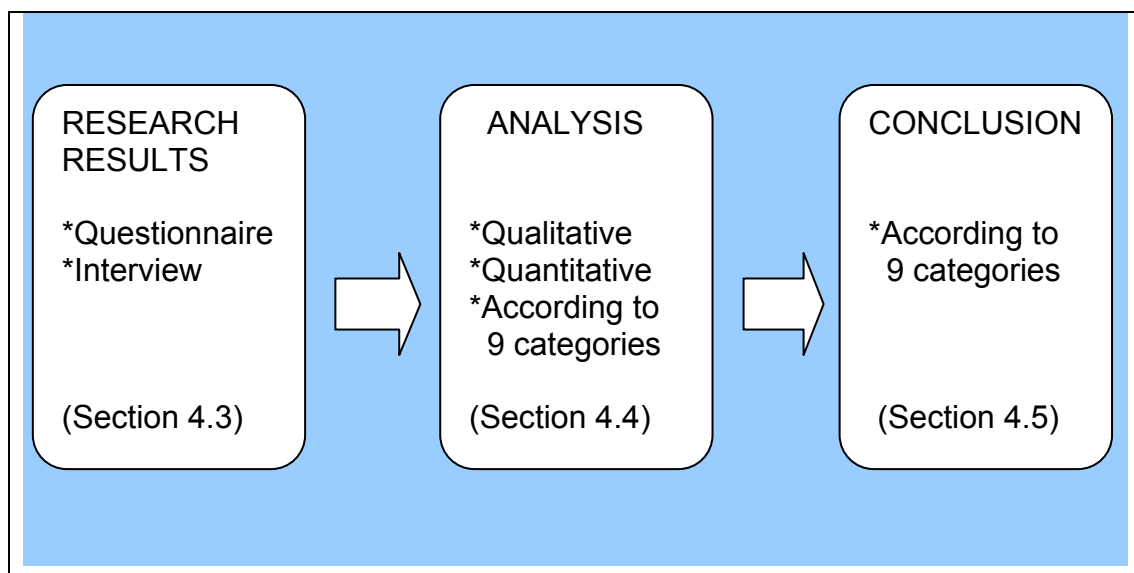 RESEARCH
RESULTS
*Questionnaire
*Interview
(Section 4.3)
ANALYSIS
*Qualitative
*Quantitative
*According to
9 categories
(Section 4.4)
CONCLUSION
*According to
9 categories
(Section 4.5)